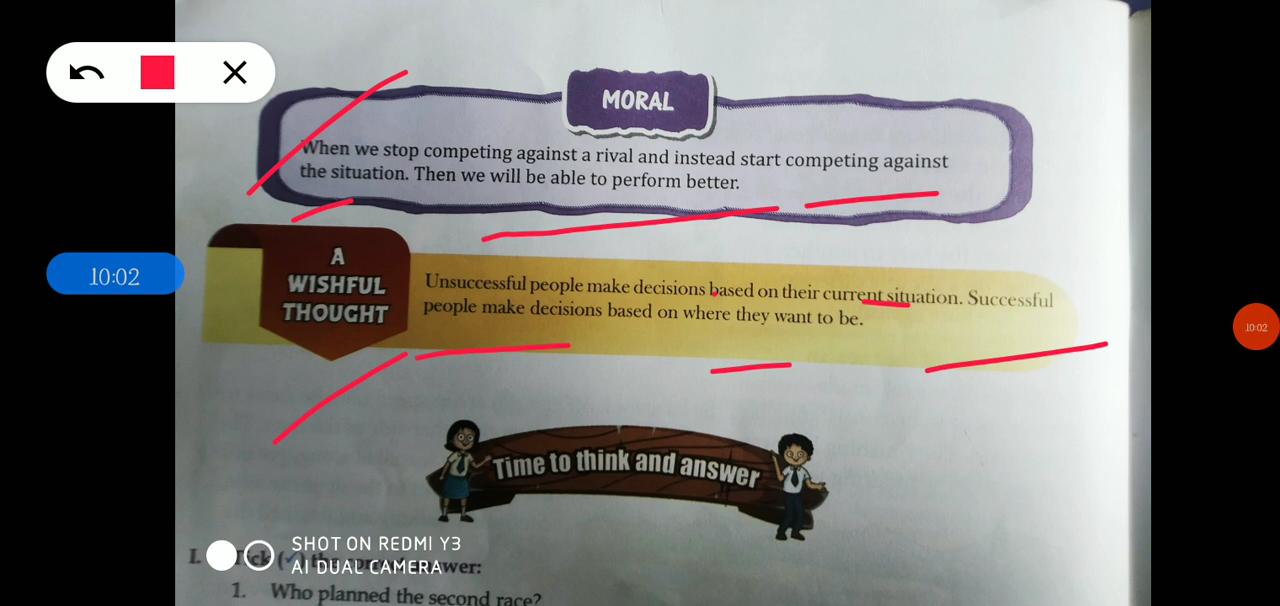 MORAL
When we stop competing against a rival and instead start competing against
the situation. Then we will be able to perform better.
10:02
A
WISHFUL
THOUGHT
Unsuccessful people make decisions based on their current situation. Successful
people make decisions based on where they want to be.
10:02
Time to think and answer
SHOT ON REDMI Y3
AI DUAL CAMERA
I. Tick (✓) the answer:
1. Who planned the second race?